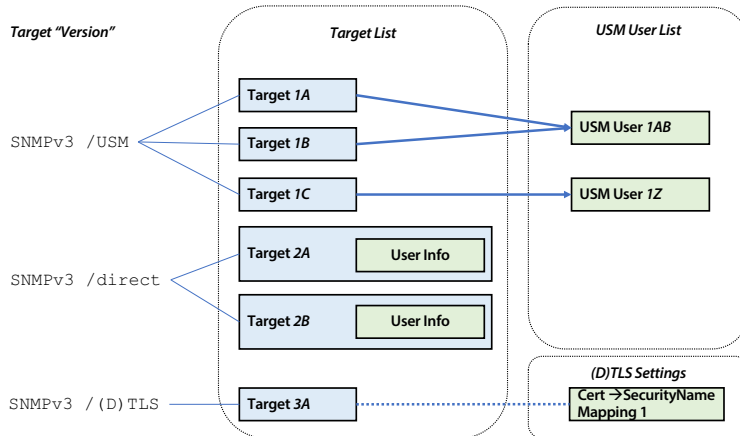 Target “Version”
Target List
USM User List
SNMPv3 /USM
Target 1A
Target 1B
Target 1C
USM User 1AB
USM User 1Z
SNMPv3 /direct
Target 2A
User Info
Target 2B
User Info
(D)TLS Settings
SNMPv3 /(D)TLS
Target 3A
Cert →SecurityName
Mapping 1